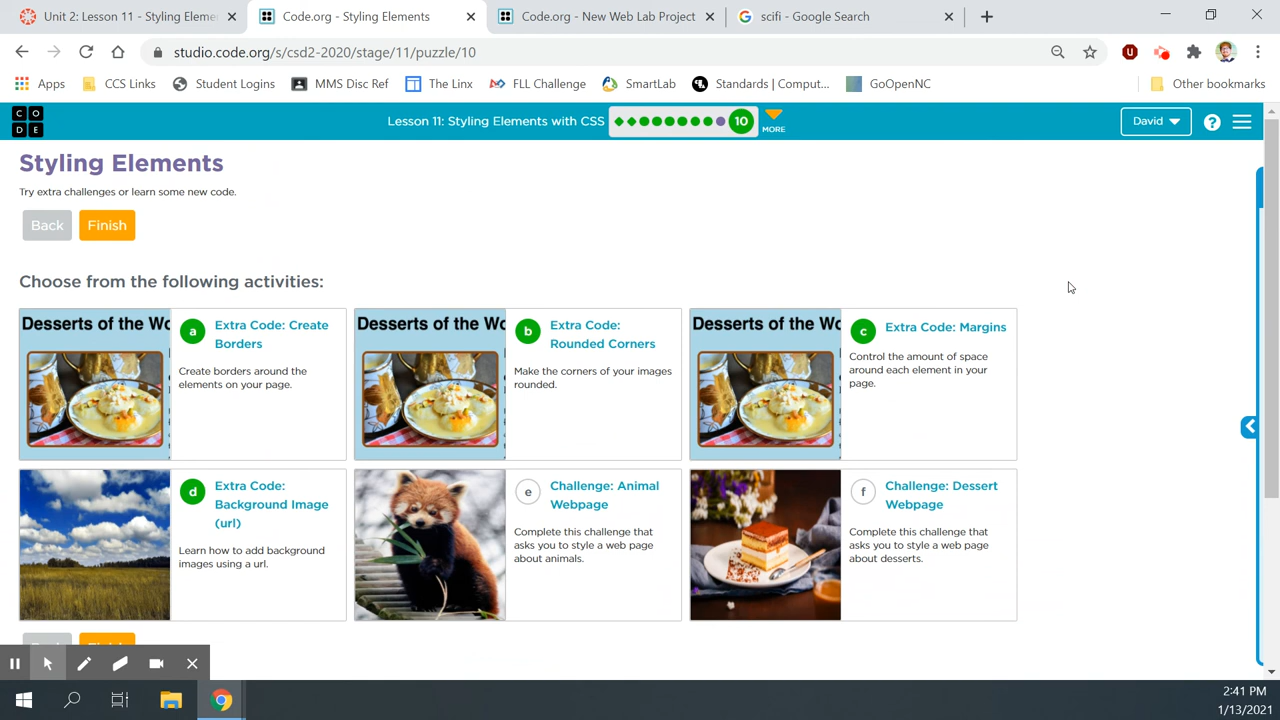 Unit 2: Lesson 11 - Styling Eleme
Code.org - Styling Elements
Code.org - New Web Lab Project
scifi - Google Search
studio.code.org/s/csd2-2020/stage/11/puzzle/10
Apps
CCS Links
Student Logins
MMS Disc Ref
The Linx
FLL Challenge
SmartLab
Standards | Comput...
GoOpenNC
Other bookmarks
C O
D E
Lesson 11: Styling Elements with CSS
10
MORE
David
?
Styling Elements
Try extra challenges or learn some new code.
Back
Finish
Choose from the following activities:
Desserts of the Wo
a
Extra Code: Create
Borders
Create borders around the
elements on your page.
Desserts of the Wo
b
Extra Code:
Rounded Corners
Make the corners of your images
rounded.
Desserts of the Wo
c
Extra Code: Margins
Control the amount of space
around each element in your
page.
d
Extra Code:
Background Image
(url)
Learn how to add background
images using a url.
e
Challenge: Animal
Webpage
Complete this challenge that
asks you to style a web page
about animals.
f
Challenge: Dessert
Webpage
Complete this challenge that
asks you to style a web page
about desserts.
2:41 PM
1/13/2021